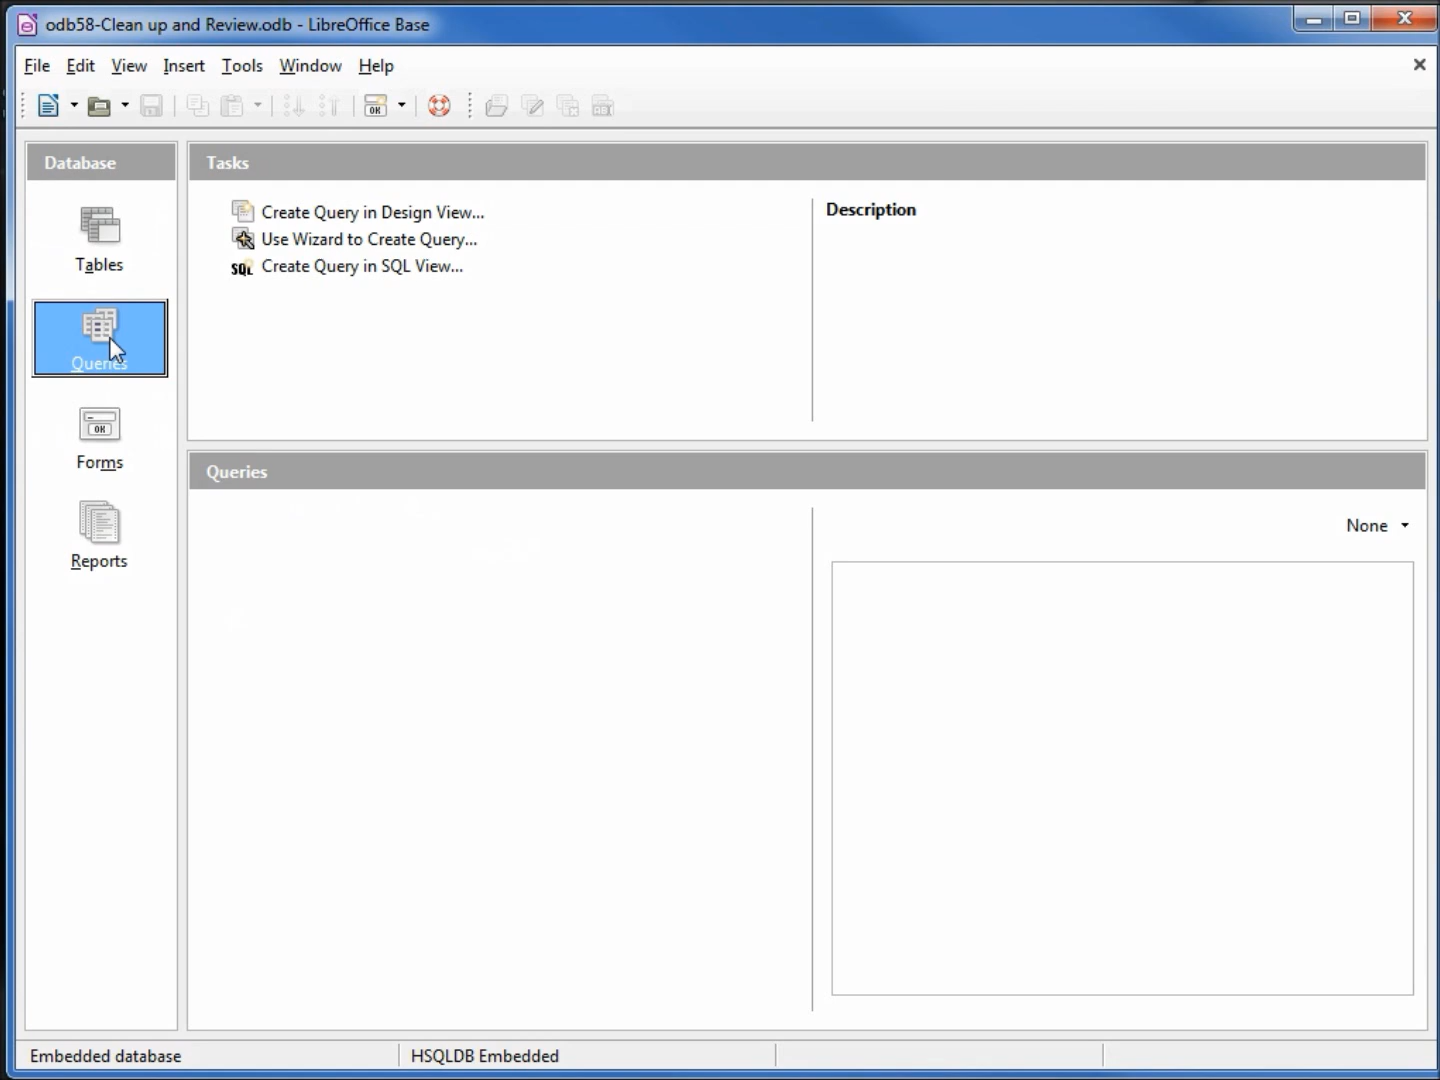 odb58-Clean up and Review.odb - LibreOffice Base
File Edit View Insert Tools Window Help
OK
Database
Tasks
Create Query in Design View...
Description
Use Wizard to Create Query...
SQL Create Query in SQL View...
Tables
Queries
OK
Forms
Queries
None
Reports
Embedded database
HSQLDB Embedded